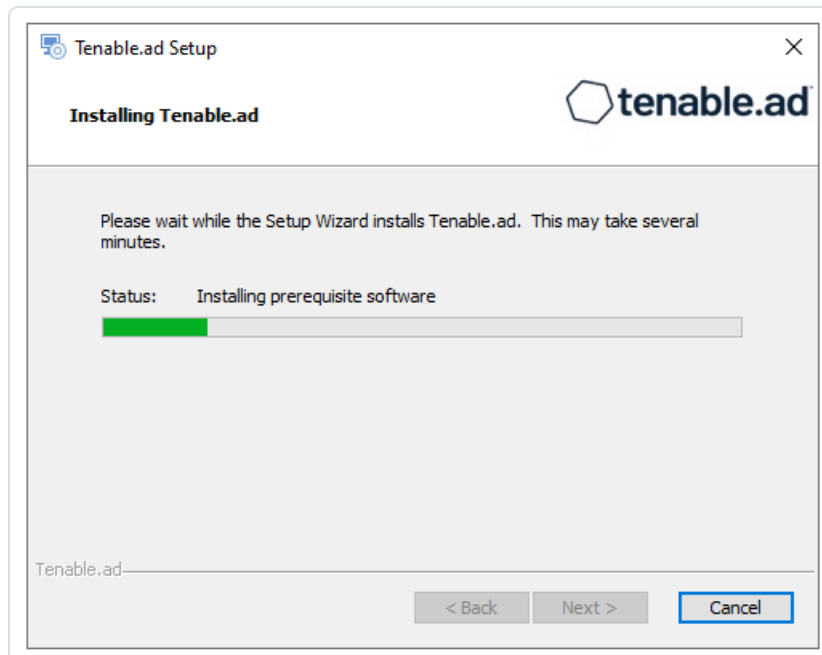 Tenable.ad Setup
Installing Tenable.ad
tenable.ad
Please wait while the Setup Wizard installs Tenable.ad. This may take several
minutes.
Status: Installing prerequisite software
Tenable.ad
< Back Next > Cancel